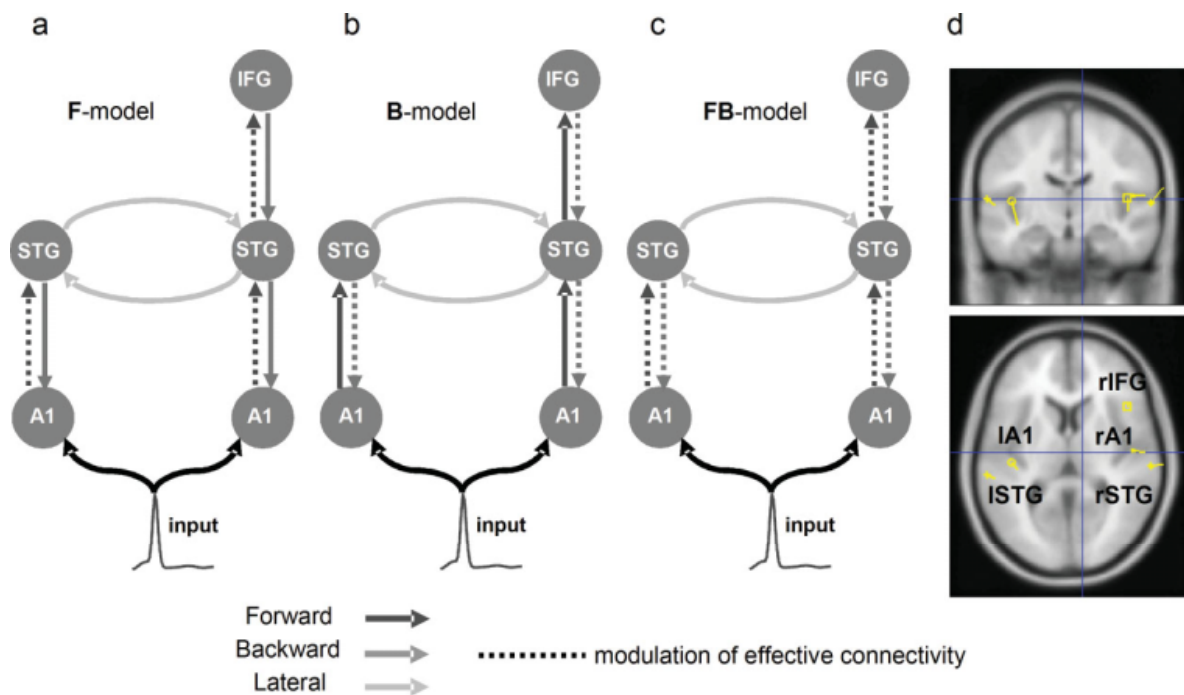 a b c d
IFG IFG IFG
F-model B-model FB-model
STG STG STG STG STG STG
rIFG
A1 A1 A1 A1 A1 A1
lA1 rA1
lSTG rSTG
input input input
Forward
Backward
Lateral
modulation of effective connectivity